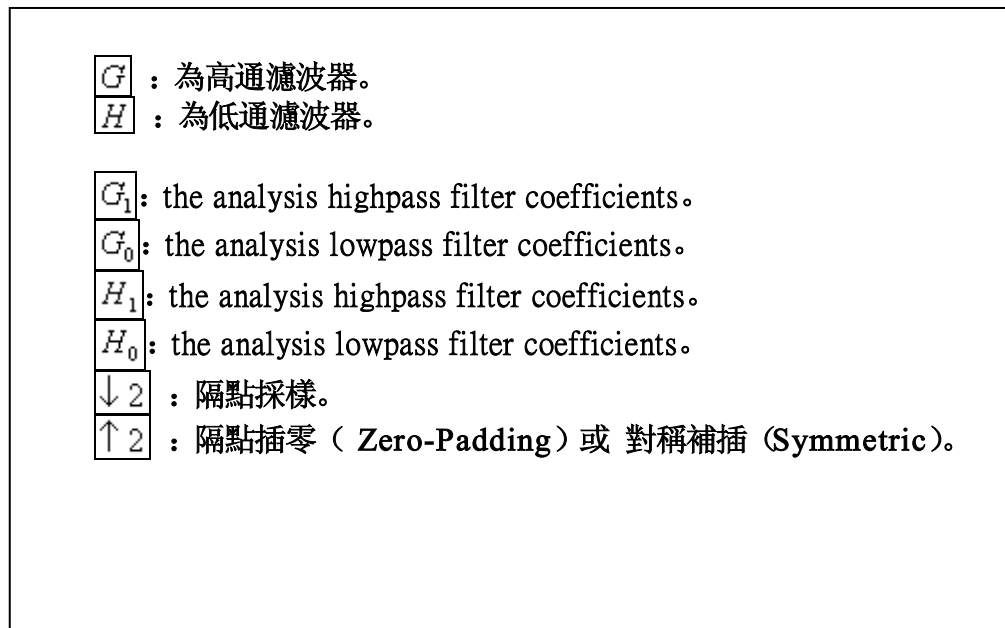 G ：為高通濾波器。
H ：為低通濾波器。
G₁：the analysis highpass filter coefficients。
G₀：the analysis lowpass filter coefficients。
H₁：the analysis highpass filter coefficients。
H₀：the analysis lowpass filter coefficients。
↓2 ：隔點採樣。
↑2 ：隔點插零（ Zero-Padding）或 對稱補插（Symmetric）。